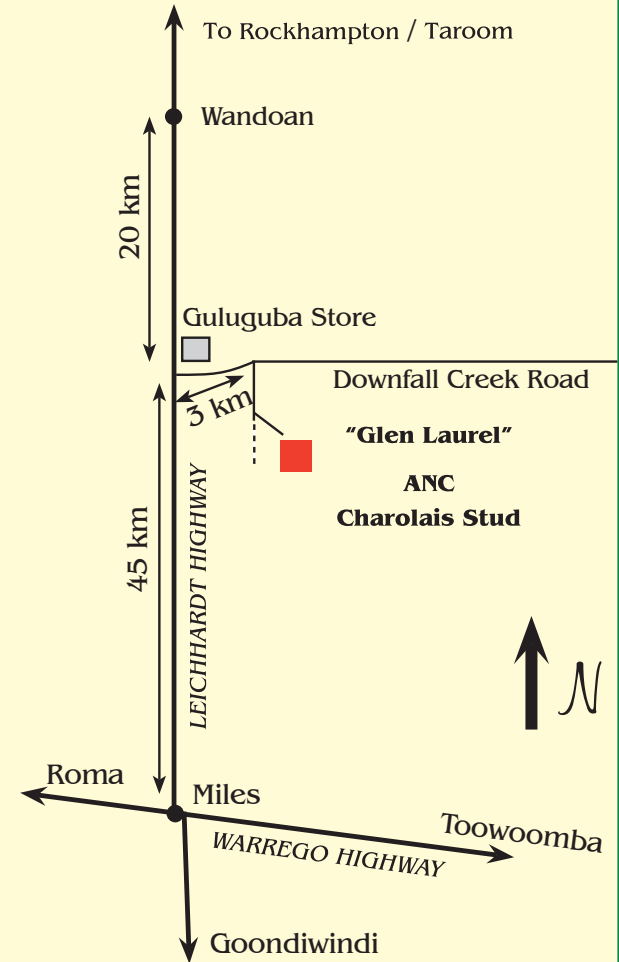 To Rockhampton / Taroom
Wandoan
20 km
Guluguba Store
Downfall Creek Road
3 km
"Glen Laurel"
ANC
Charolais Stud
45 km
LEICHHARDT HIGHWAY
N
Roma
Miles
Toowoomba
WARREGO HIGHWAY
Goondiwindi